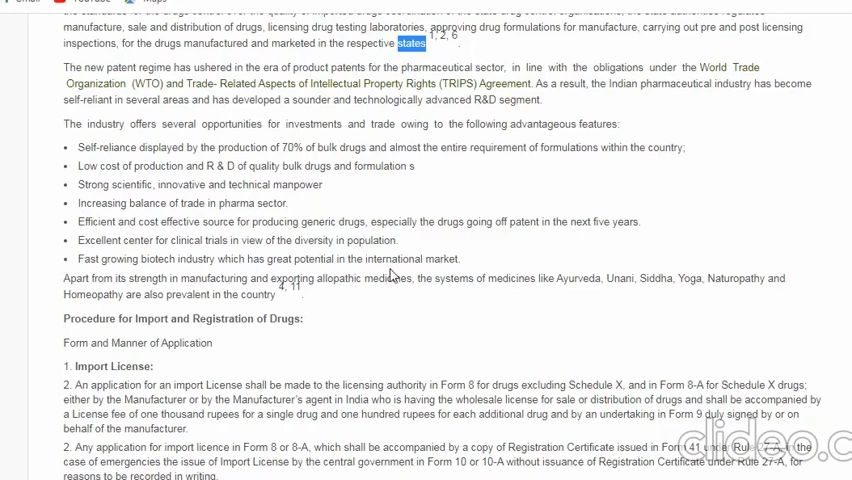 Gmail YouTube Maps
manufacture, sale and distribution of drugs, licensing drug testing laboratories, approving drug formulations for manufacture, carrying out pre and post licensing
inspections, for the drugs manufactured and marketed in the respective states 1, 2, 6.
The new patent regime has ushered in the era of product patents for the pharmaceutical sector, in line with the obligations under the World Trade
Organization (WTO) and Trade- Related Aspects of Intellectual Property Rights (TRIPS) Agreement. As a result, the Indian pharmaceutical industry has become
self-reliant in several areas and has developed a sounder and technologically advanced R&D segment.
The industry offers several opportunities for investments and trade owing to the following advantageous features:
• Self-reliance displayed by the production of 70% of bulk drugs and almost the entire requirement of formulations within the country;
• Low cost of production and R & D of quality bulk drugs and formulation s
• Strong scientific, innovative and technical manpower
• Increasing balance of trade in pharma sector.
• Efficient and cost effective source for producing generic drugs, especially the drugs going off patent in the next five years.
• Excellent center for clinical trials in view of the diversity in population.
• Fast growing biotech industry which has great potential in the international market.
Apart from its strength in manufacturing and exporting allopathic medicines, the systems of medicines like Ayurveda, Unani, Siddha, Yoga, Naturopathy and
Homeopathy are also prevalent in the country 4, 11.
Procedure for Import and Registration of Drugs:
Form and Manner of Application
1. Import License:
2. An application for an import License shall be made to the licensing authority in Form 8 for drugs excluding Schedule X, and in Form 8-A for Schedule X drugs;
either by the Manufacturer or by the Manufacturer's agent in India who is having the wholesale license for sale or distribution of drugs and shall be accompanied by
a License fee of one thousand rupees for a single drug and one hundred rupees for each additional drug and by an undertaking in Form 9 duly signed by or on
behalf of the manufacturer.
2. Any application for import licence in Form 8 or 8-A, which shall be accompanied by a copy of Registration Certificate issued in Form 41 under Rule 27-A, in the
case of emergencies the issue of Import License by the central government in Form 10 or 10-A without issuance of Registration Certificate under Rule 27-A, for
reasons to be recorded in writing.
clideo.c